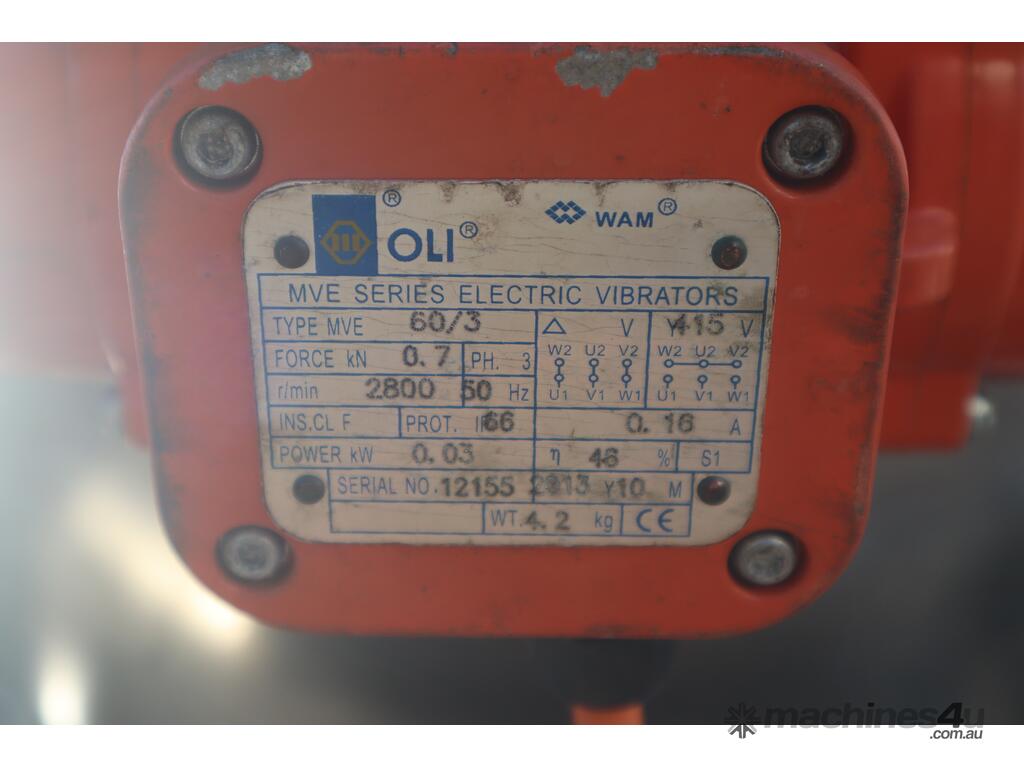 ® OLI® WAM®
MVE SERIES ELECTRIC VIBRATORS
TYPE MVE 60/3 △ V Y 415 V
FORCE kN 0.7 PH. 3 W2 U2 V2 W2 U2 V2
r/min 2800 50 Hz U1 V1 W1 U1 V1 W1
INS.CL F PROT. IP66 0.16 A
POWER kW 0.03 η 46 % S1
SERIAL NO. 12155 2013 Y10 M
WT. 4.2 kg CE
machines4u
.com.au